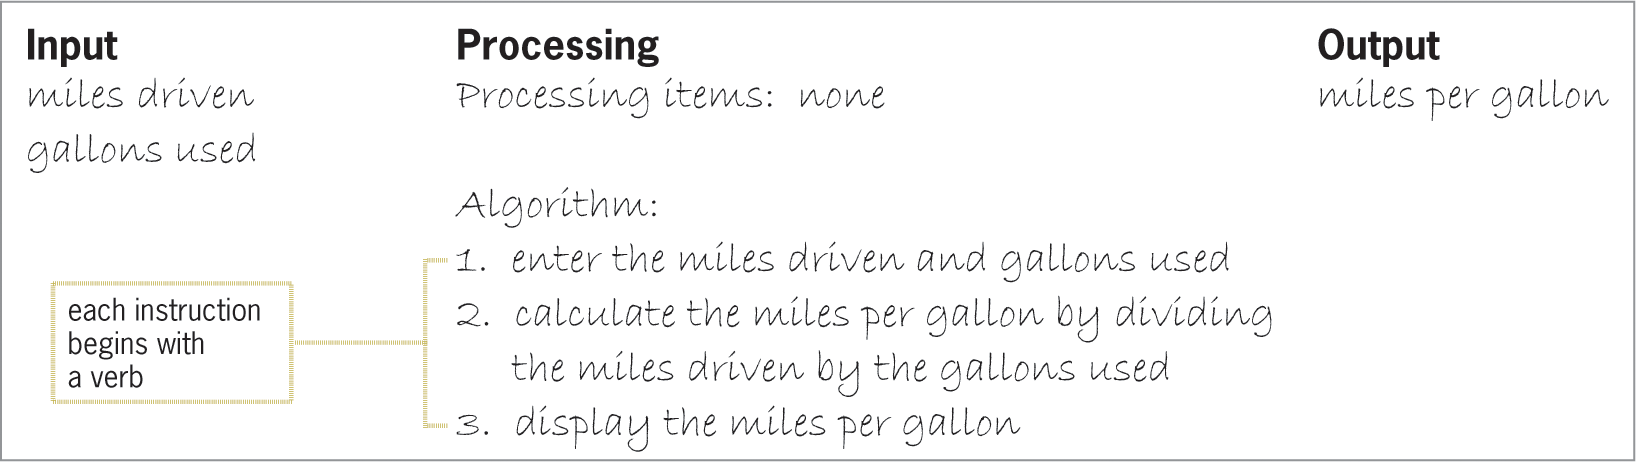 Input
miles driven
gallons used
Processing
Processing items: none
Algorithm:
1. enter the miles driven and gallons used
2. calculate the miles per gallon by dividing
the miles driven by the gallons used
3. display the miles per gallon
each instruction
begins with
a verb
Output
miles per gallon